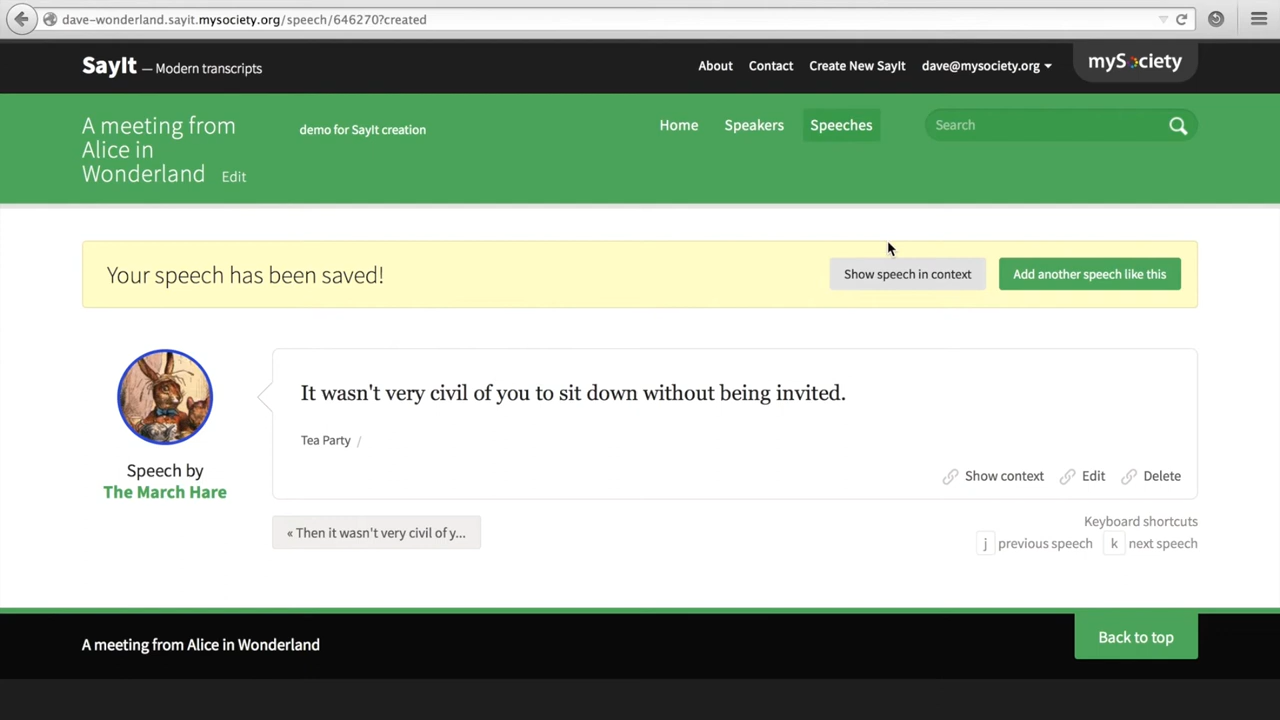 dave-wonderland.sayit.mysociety.org/speech/646270?created
SayIt — Modern transcripts
About
Contact
Create New SayIt
dave@mysociety.org
mySociety
A meeting from
Alice in
Wonderland
Edit
demo for SayIt creation
Home
Speakers
Speeches
Search
Your speech has been saved!
Show speech in context
Add another speech like this
It wasn't very civil of you to sit down without being invited.
Tea Party /
Speech by
The March Hare
Show context
Edit
Delete
« Then it wasn't very civil of y...
Keyboard shortcuts
j previous speech
k next speech
A meeting from Alice in Wonderland
Back to top